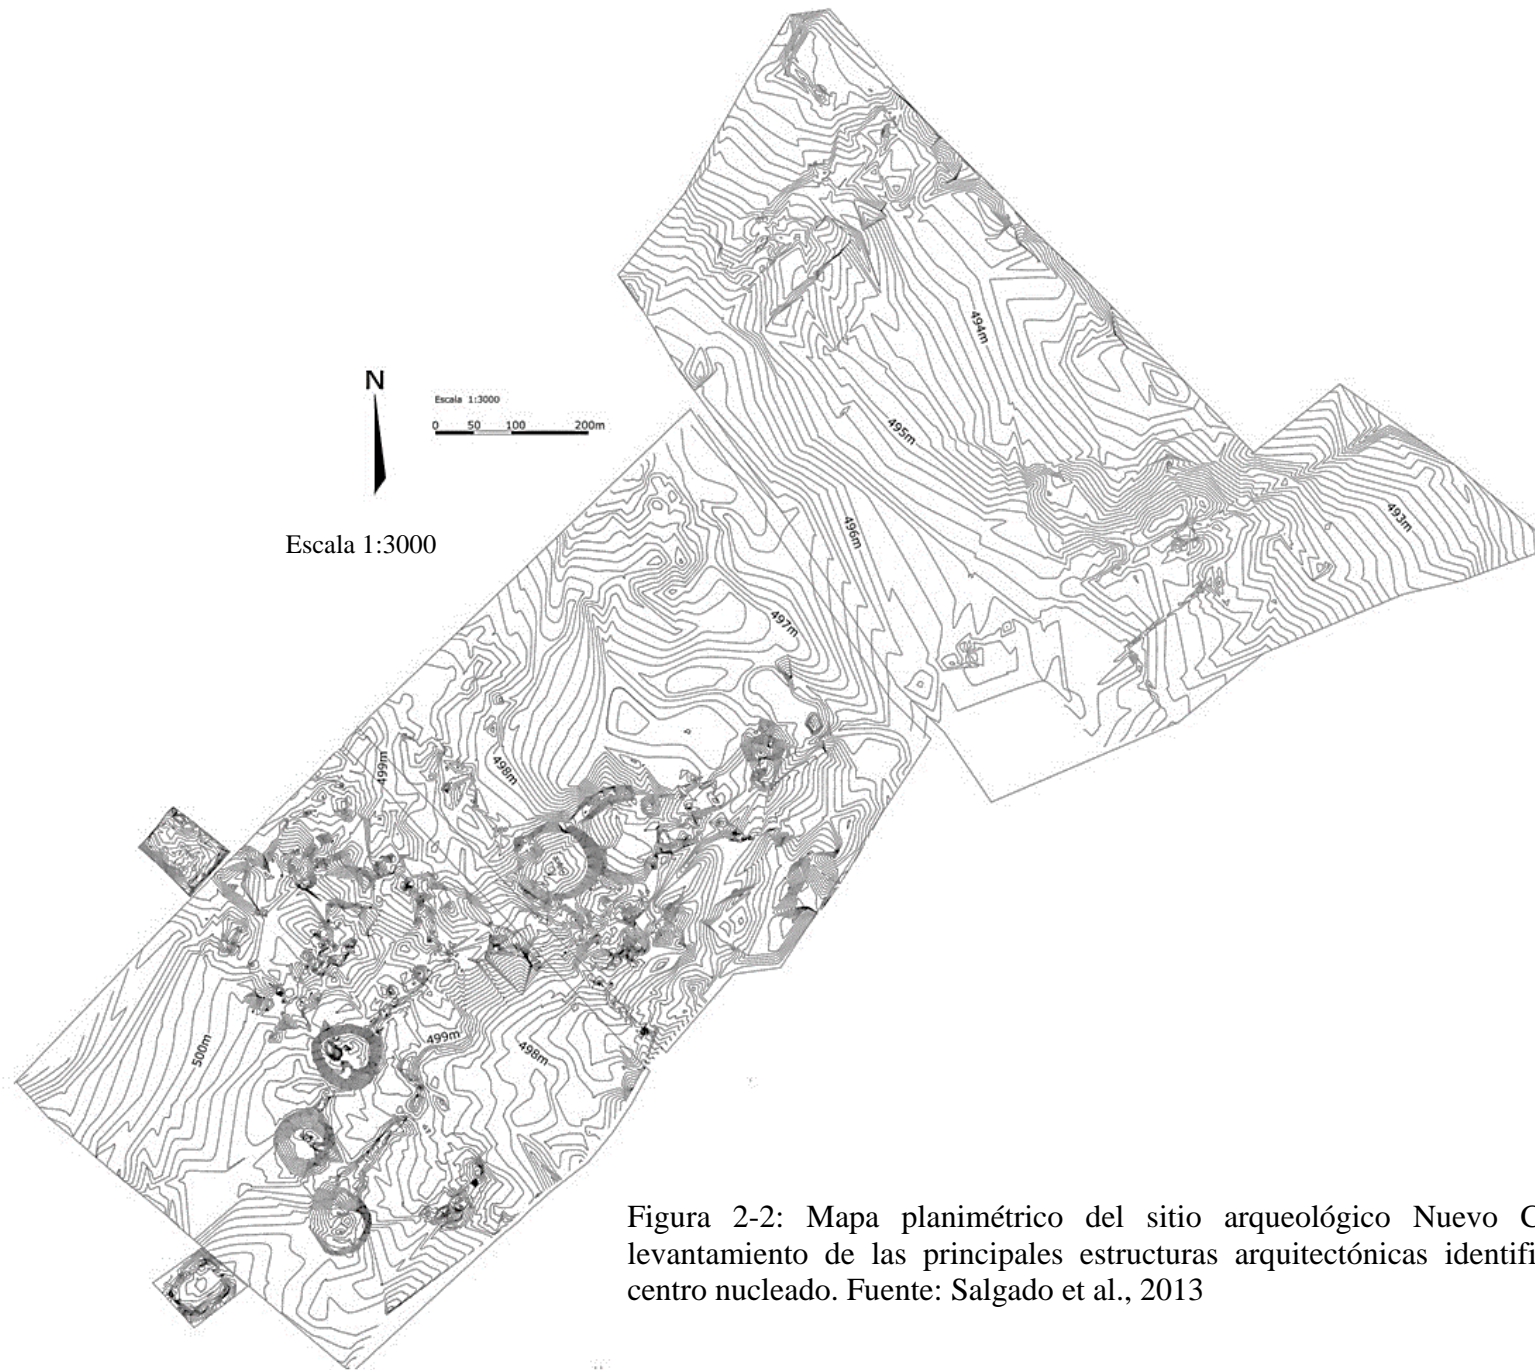 494m
N
Escala 1:3000
0 50 100 200m
495m
493m
496m
Escala 1:3000
497m
499m
498m
499m
498m
500m
Figura 2-2: Mapa planimétrico del sitio arqueológico Nuevo
levantamiento de las principales estructuras arquitectónicas
centro nucleado. Fuente: Salgado et al., 2013